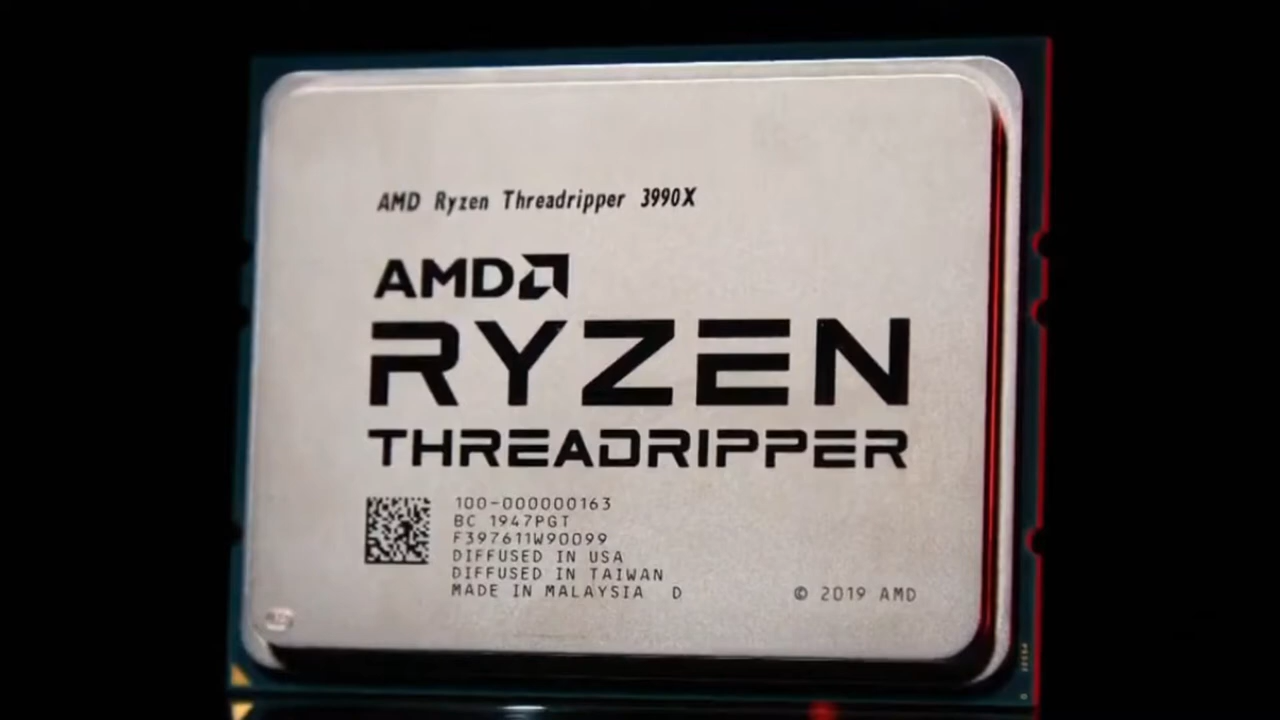 AMD Ryzen Threadripper 3990X
AMD
RYZEN
THREADRIPPER
100-000000163
BC 1947PGT
F397611W90099
DIFFUSED IN USA
DIFFUSED IN TAIWAN
MADE IN MALAYSIA D
© 2019 AMD